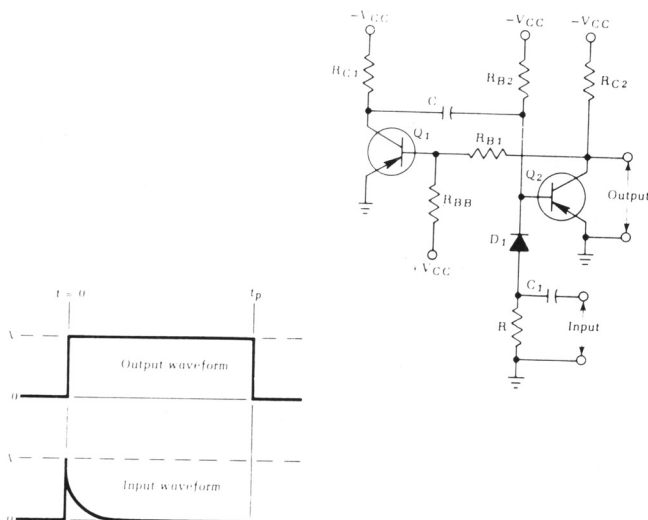 -VCC -VCC -VCC
RC1 RB2 RC2
C
Q1 RB1
Q2
Output
RBB
D1
+VCC
t = 0 tp
C1
R Input
Output waveform
0
Input waveform
0